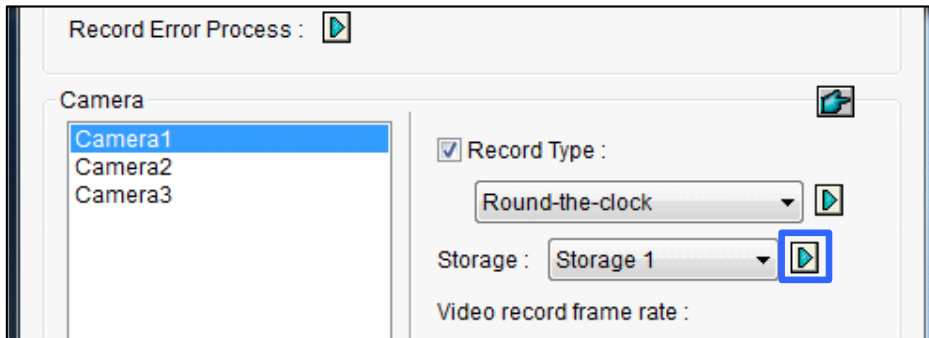 Record Error Process :
Camera
Camera1
Camera2
Camera3
Record Type :
Round-the-clock
Storage :
Storage 1
Video record frame rate :